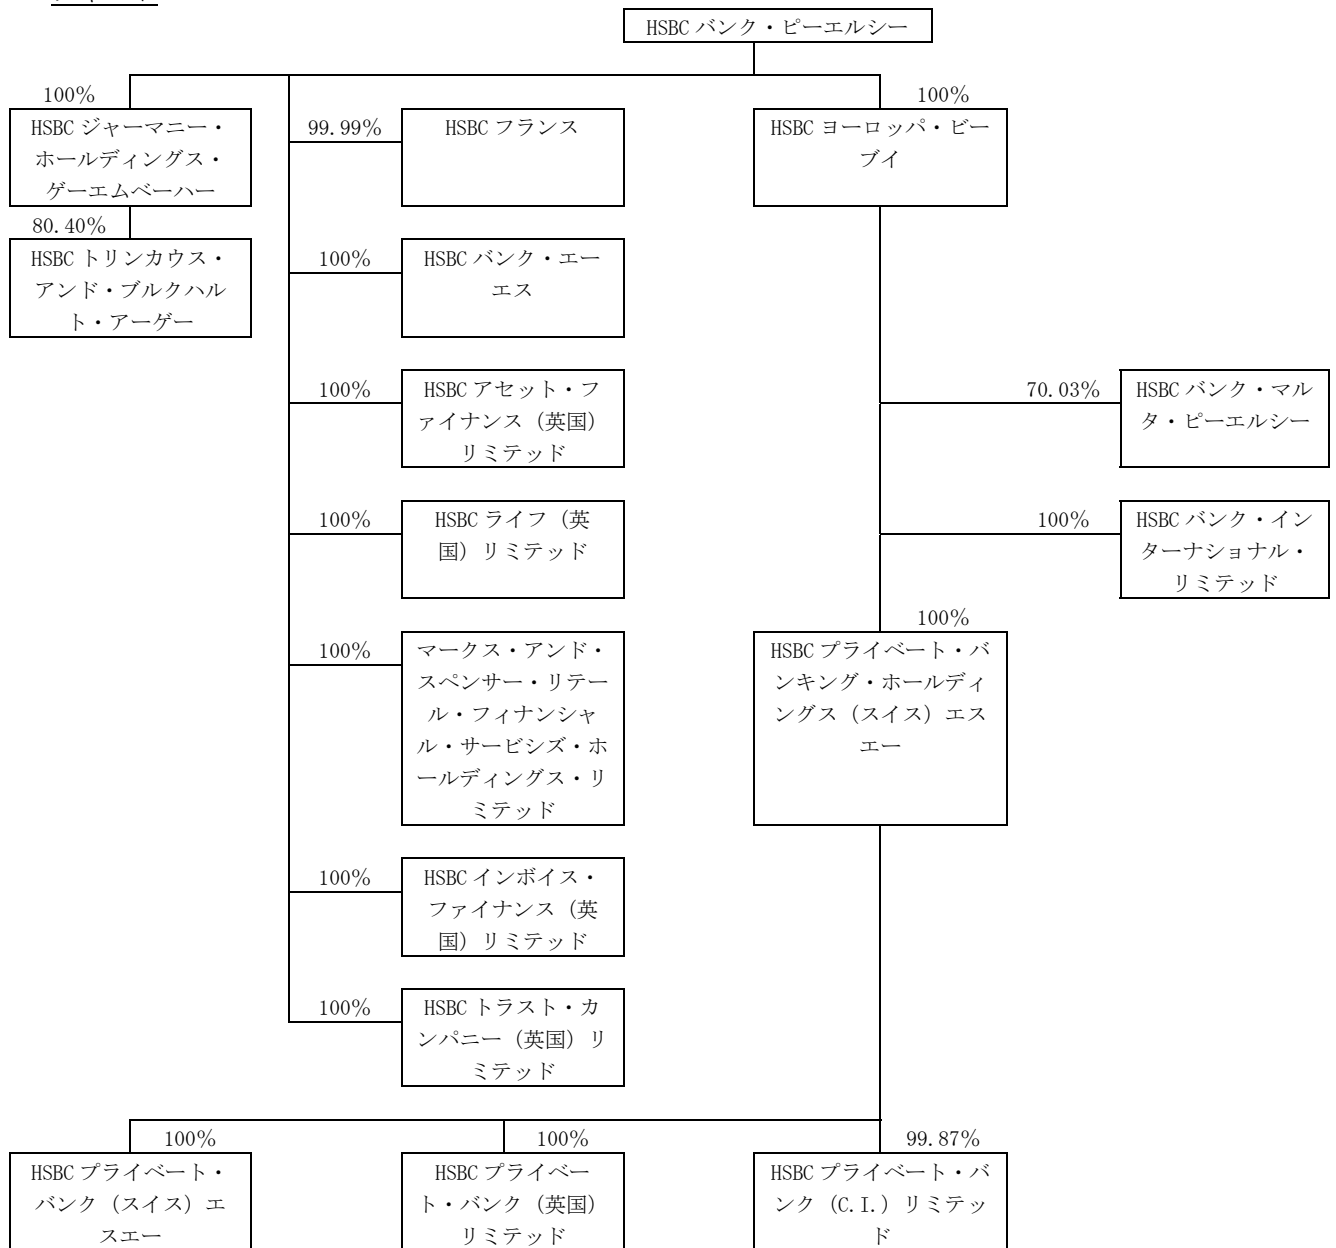 HSBC バンク・ピーエルシー
100%
100%
HSBC ジャーマニー・
ホールディングス・
ゲーエムベーハー
99.99%
HSBC フランス
HSBC ヨーロッパ・ビー
ブイ
80.40%
HSBC トリンカウス・
アンド・ブルクハル
ト・アーゲー
100%
HSBC バンク・エー
エス
100%
HSBC アセット・フ
ァイナンス（英国）
リミテッド
70.03%
HSBC バンク・マル
タ・ピーエルシー
100%
HSBC ライフ（英
国）リミテッド
100%
HSBC バンク・イン
ターナショナル・
リミテッド
100%
マークス・アンド・
スペンサー・リテー
ル・フィナンシャ
ル・サービシズ・ホ
ールディングス・リ
ミテッド
100%
HSBC プライベート・バ
ンキング・ホールディ
ングス（スイス）エス
エー
100%
HSBC インボイス・
ファイナンス（英
国）リミテッド
100%
HSBC トラスト・カ
ンパニー（英国）リ
ミテッド
100%
HSBC プライベート・
バンク（スイス）エ
スエー
100%
HSBC プライベー
ト・バンク（英国）
リミテッド
99.87%
HSBC プライベート・バ
ンク（C.I.）リミテッ
ド